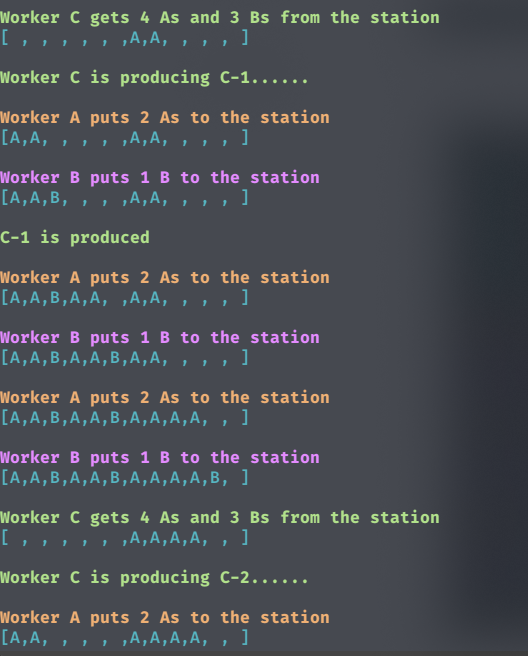 Worker C gets 4 As and 3 Bs from the station
[ , , , , , ,A,A, , , , ]
Worker C is producing C-1......
Worker A puts 2 As to the station
[A,A, , , , ,A,A, , , , ]
Worker B puts 1 B to the station
[A,A,B, , , ,A,A, , , , ]
C-1 is produced
Worker A puts 2 As to the station
[A,A,B,A,A, ,A,A, , , , ]
Worker B puts 1 B to the station
[A,A,B,A,A,B,A,A, , , , ]
Worker A puts 2 As to the station
[A,A,B,A,A,B,A,A,A,A, , ]
Worker B puts 1 B to the station
[A,A,B,A,A,B,A,A,A,A,B, ]
Worker C gets 4 As and 3 Bs from the station
[ , , , , , ,A,A,A,A, , ]
Worker C is producing C-2......
Worker A puts 2 As to the station
[A,A, , , , ,A,A,A,A, , ]